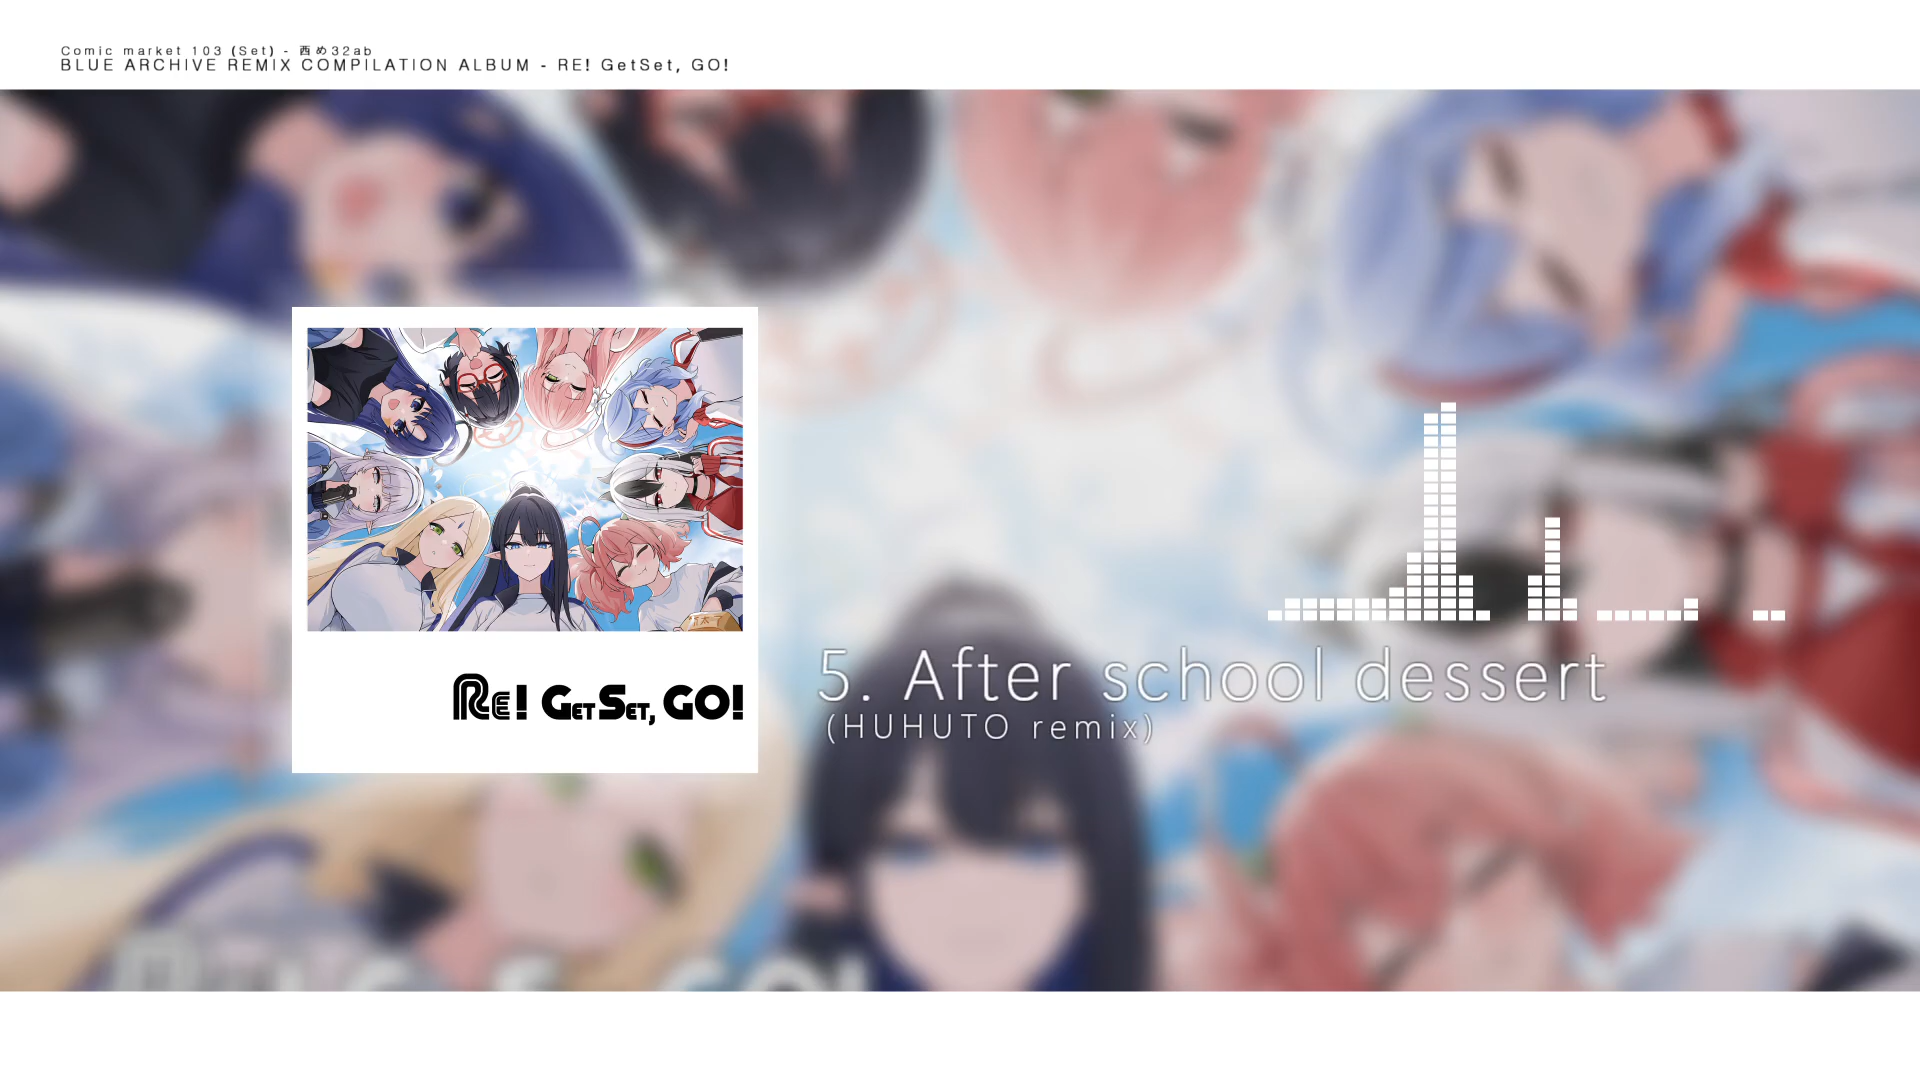 Comic market 103 (Set) - 西め32ab
BLUE ARCHIVE REMIX COMPILATION ALBUM - RE! GetSet, GO!
RE! GETSET, GO!
5. After school dessert
(HUHUTO remix)